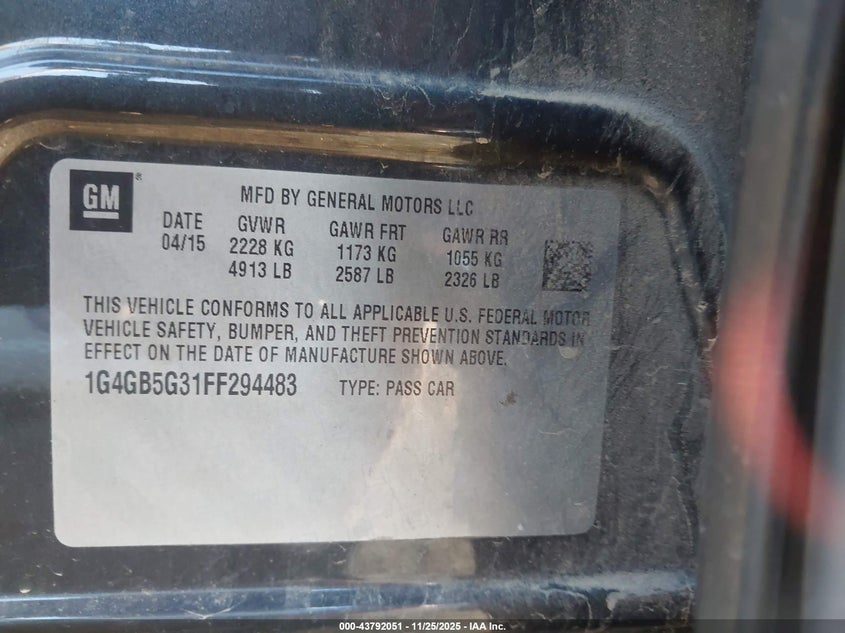 GM®
MFD BY GENERAL MOTORS LLC
DATE GVWR GAWR FRT GAWR RR
04/15 2228 KG 1173 KG 1055 KG
4913 LB 2587 LB 2326 LB
THIS VEHICLE CONFORMS TO ALL APPLICABLE U.S. FEDERAL MOTOR
VEHICLE SAFETY, BUMPER, AND THEFT PREVENTION STANDARDS IN
EFFECT ON THE DATE OF MANUFACTURE SHOWN ABOVE.
1G4GB5G31FF294483 TYPE: PASS CAR
000-43792051 - 11/25/2025 - IAA Inc.